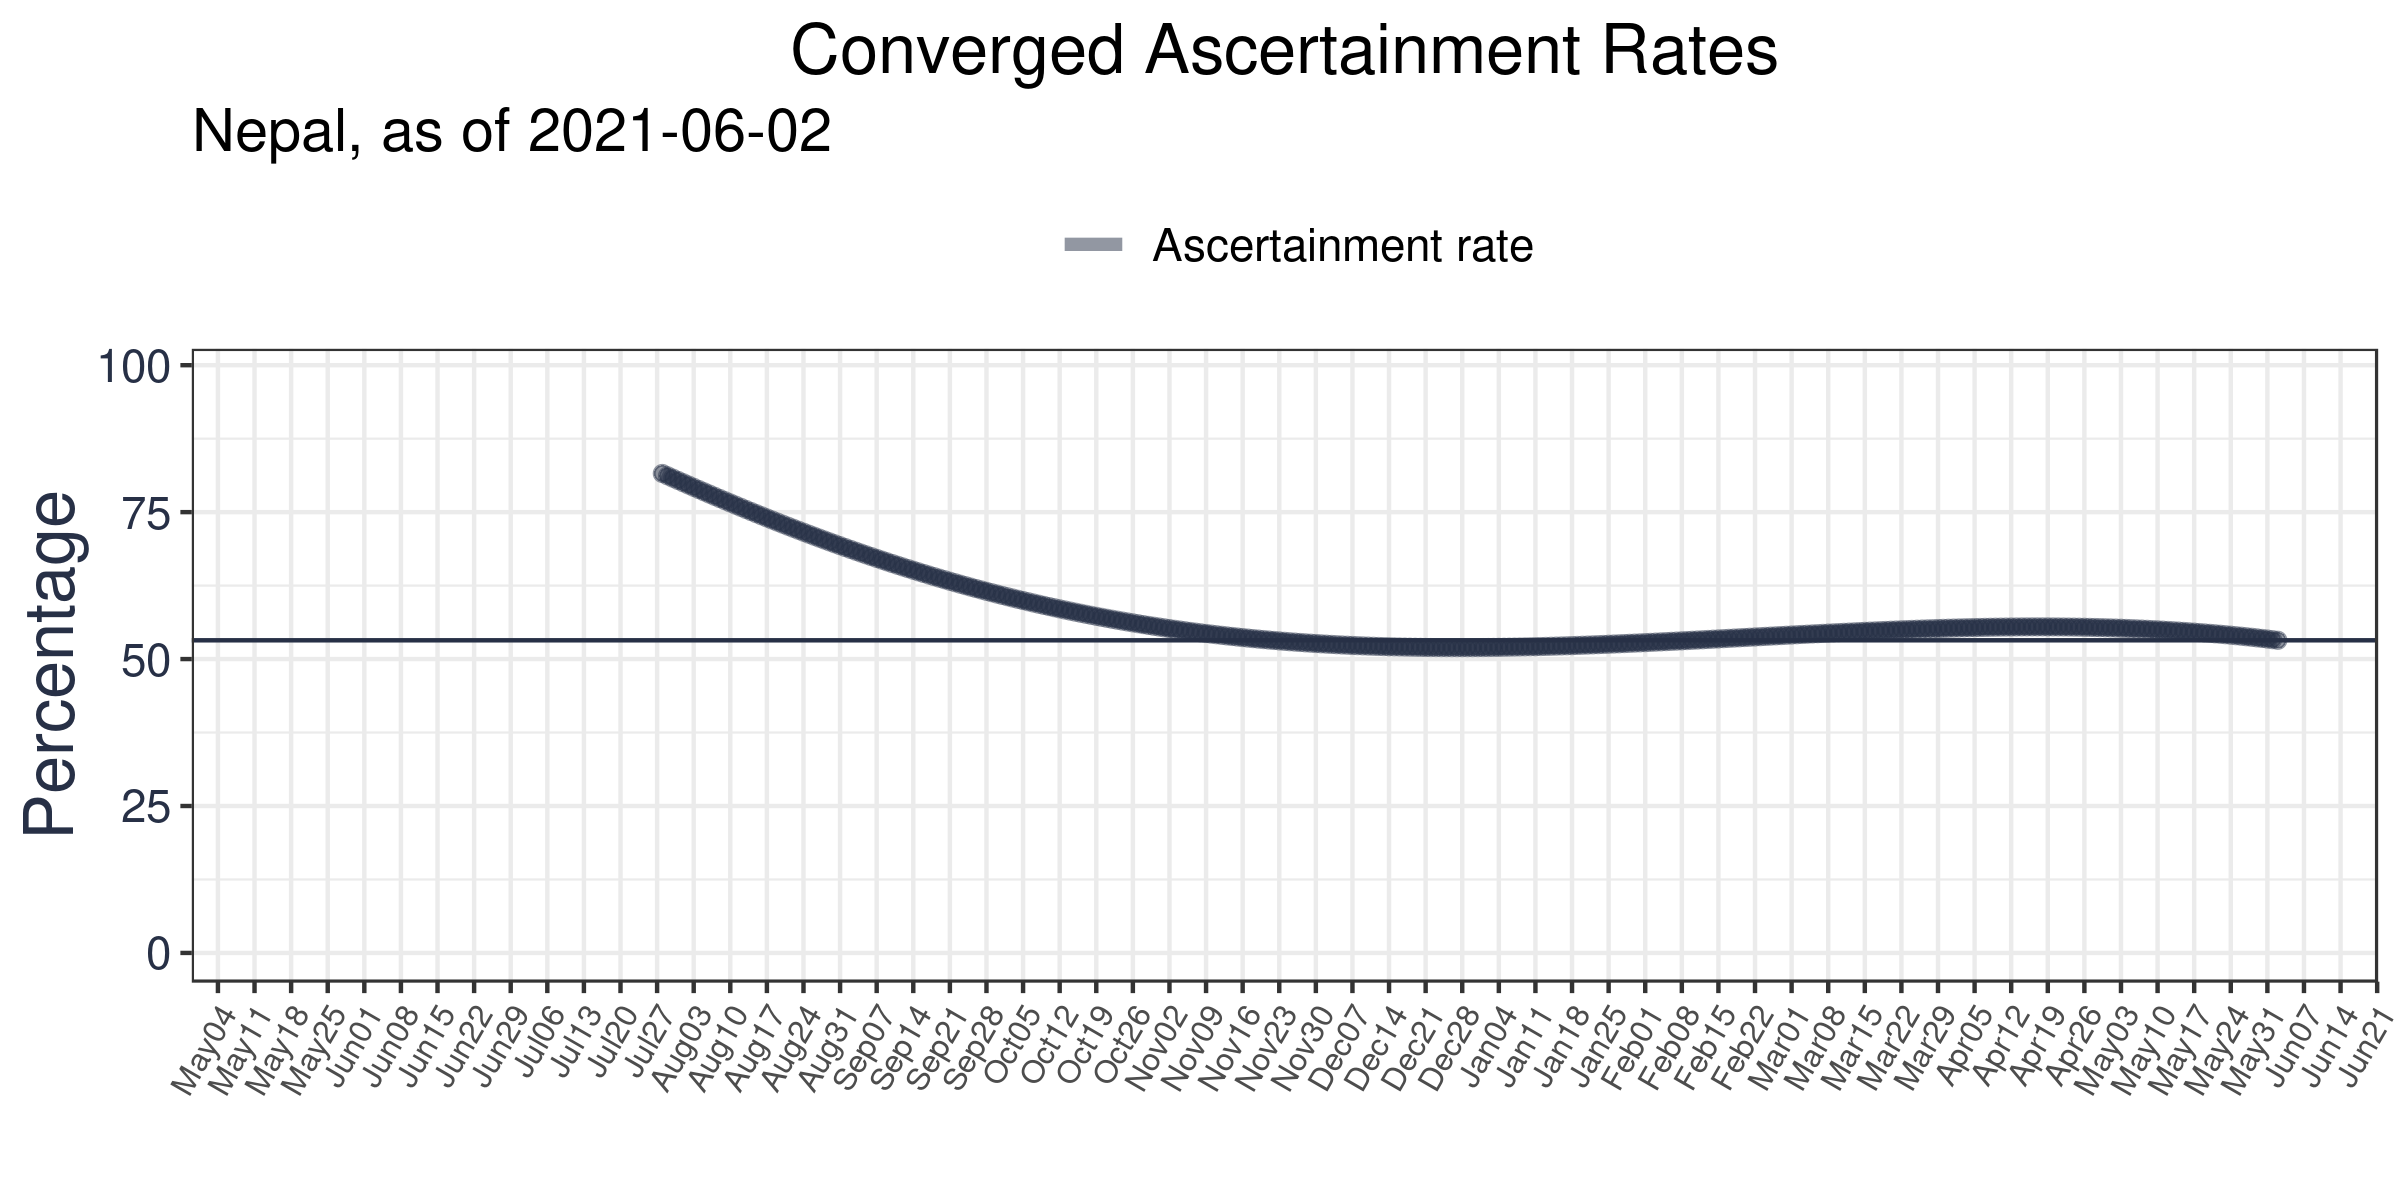 Converged Ascertainment Rates
Nepal, as of 2021-06-02
Ascertainment rate
Percentage
100
75
50
25
0
May04 May11 May18 May25 Jun01 Jun08 Jun15 Jun22 Jun29 Jul06 Jul13 Jul20 Jul27 Aug03 Aug10 Aug17 Aug24 Aug31 Sep07 Sep14 Sep21 Sep28 Oct05 Oct12 Oct19 Oct26 Nov02 Nov09 Nov16 Nov23 Nov30 Dec07 Dec14 Dec21 Dec28 Jan04 Jan11 Jan18 Jan25 Feb01 Feb08 Feb15 Feb22 Mar01 Mar08 Mar15 Mar22 Mar29 Apr05 Apr12 Apr19 Apr26 May03 May10 May17 May24 May31 Jun07 Jun14 Jun21